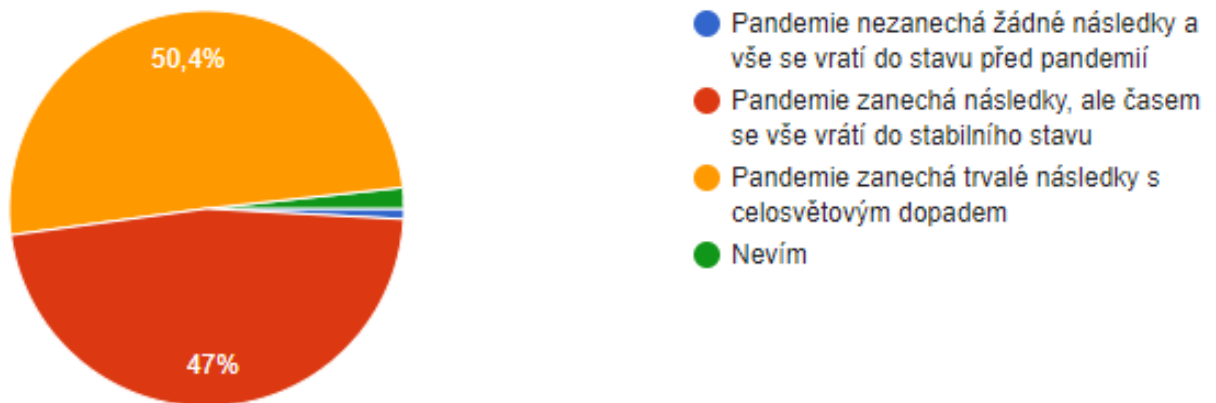 50,4%
47%
Pandemie nezanechá žádné následky a
vše se vratí do stavu před pandemií
Pandemie zanechá následky, ale časem
se vše vrátí do stabilního stavu
Pandemie zanechá trvalé následky s
celosvětovým dopadem
Nevím